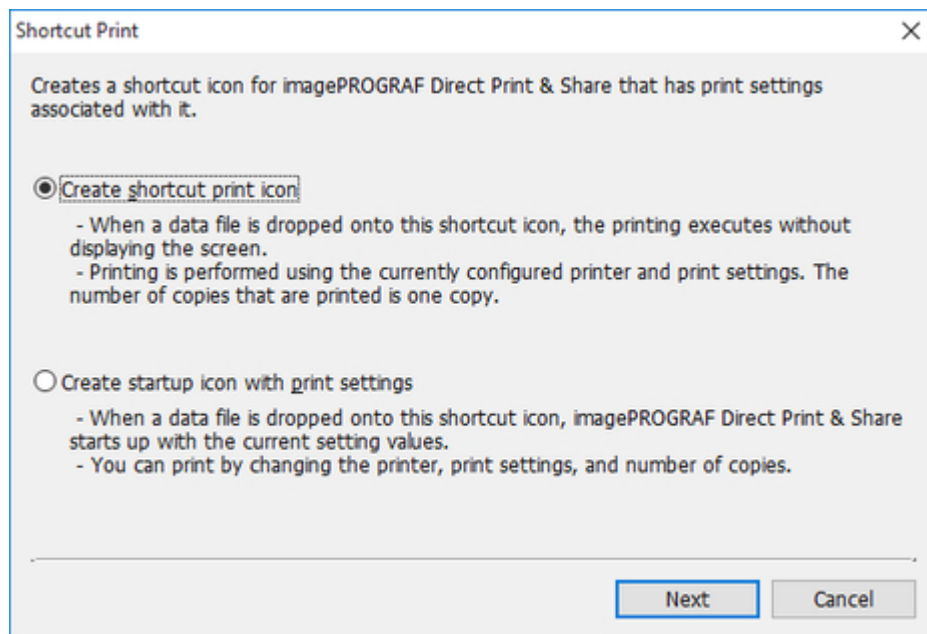 Shortcut Print
Creates a shortcut icon for imagePROGRAF Direct Print & Share that has print settings
associated with it.
Create shortcut print icon
- When a data file is dropped onto this shortcut icon, the printing executes without
displaying the screen.
- Printing is performed using the currently configured printer and print settings. The
number of copies that are printed is one copy.
Create startup icon with print settings
- When a data file is dropped onto this shortcut icon, imagePROGRAF Direct Print & Share
starts up with the current setting values.
- You can print by changing the printer, print settings, and number of copies.
Next
Cancel